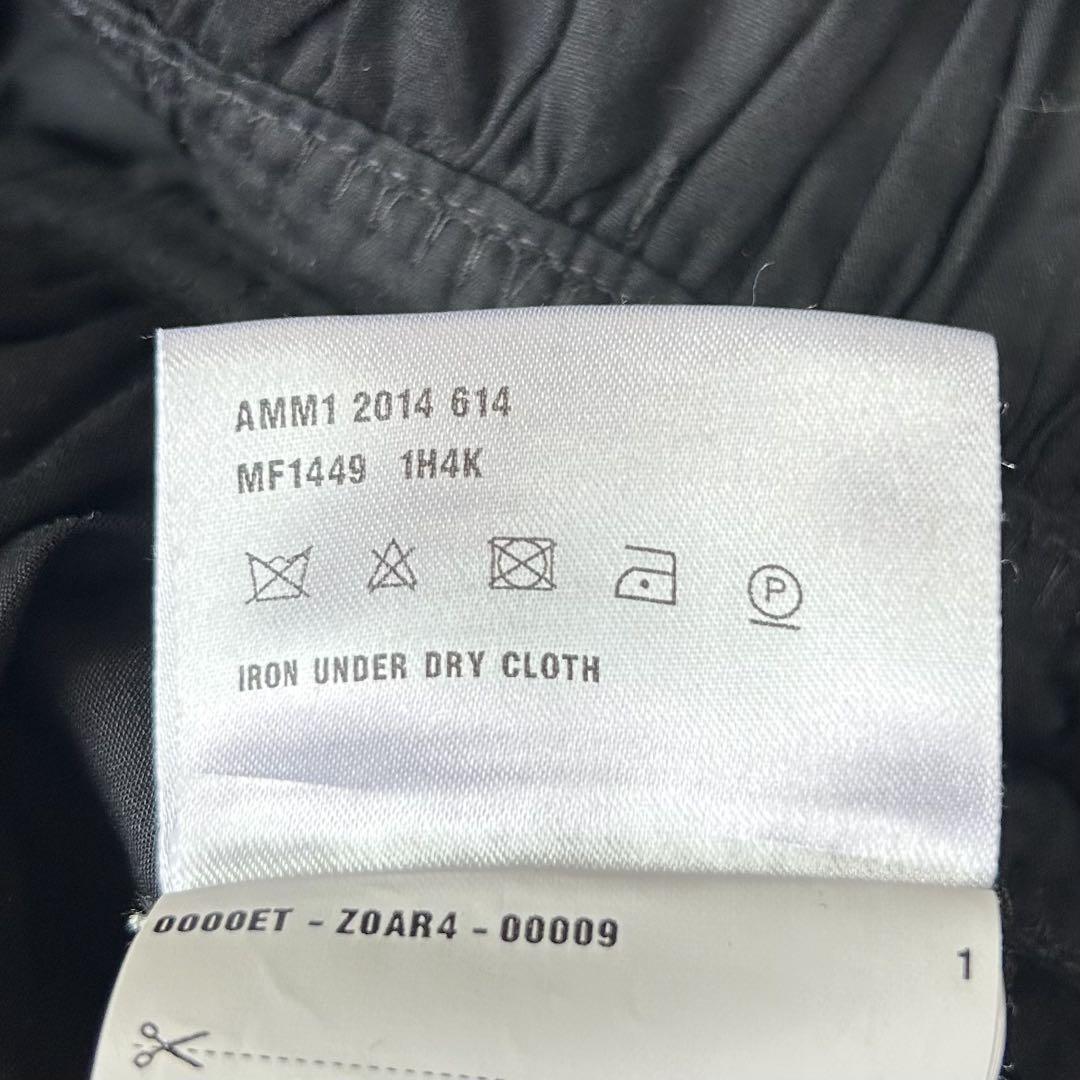 AMM1 2014 614
MF1449 1H4K
P
IRON UNDER DRY CLOTH
0000ET - Z0AR4 - 00009
1